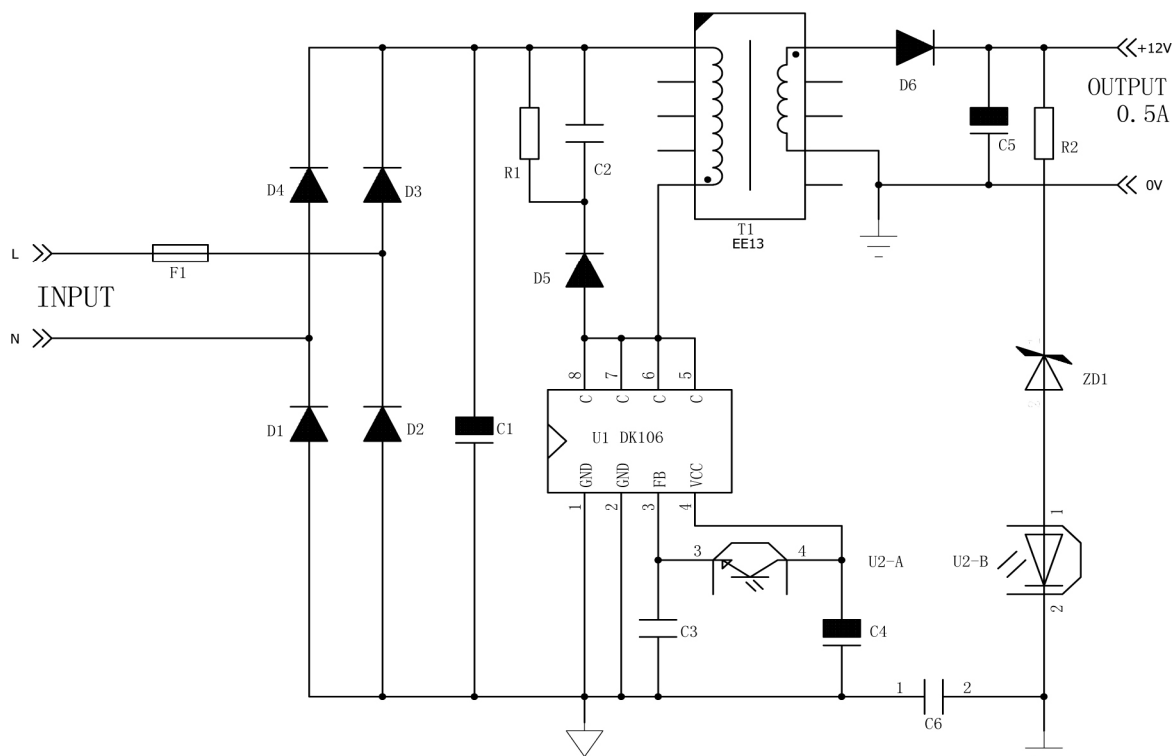 T1
EE13
D6
+12V
OUTPUT
0. 5A
C5
R2
0V
R1
C2
D4
D3
L
F1
INPUT
N
D5
8
7
6
5
C
C
C
C
ZD1
D1
D2
C1
U1 DK106
GND
GND
FB
VCC
1
2
3
4
3
4
U2-A
U2-B
1
2
C3
C4
1
2
C6